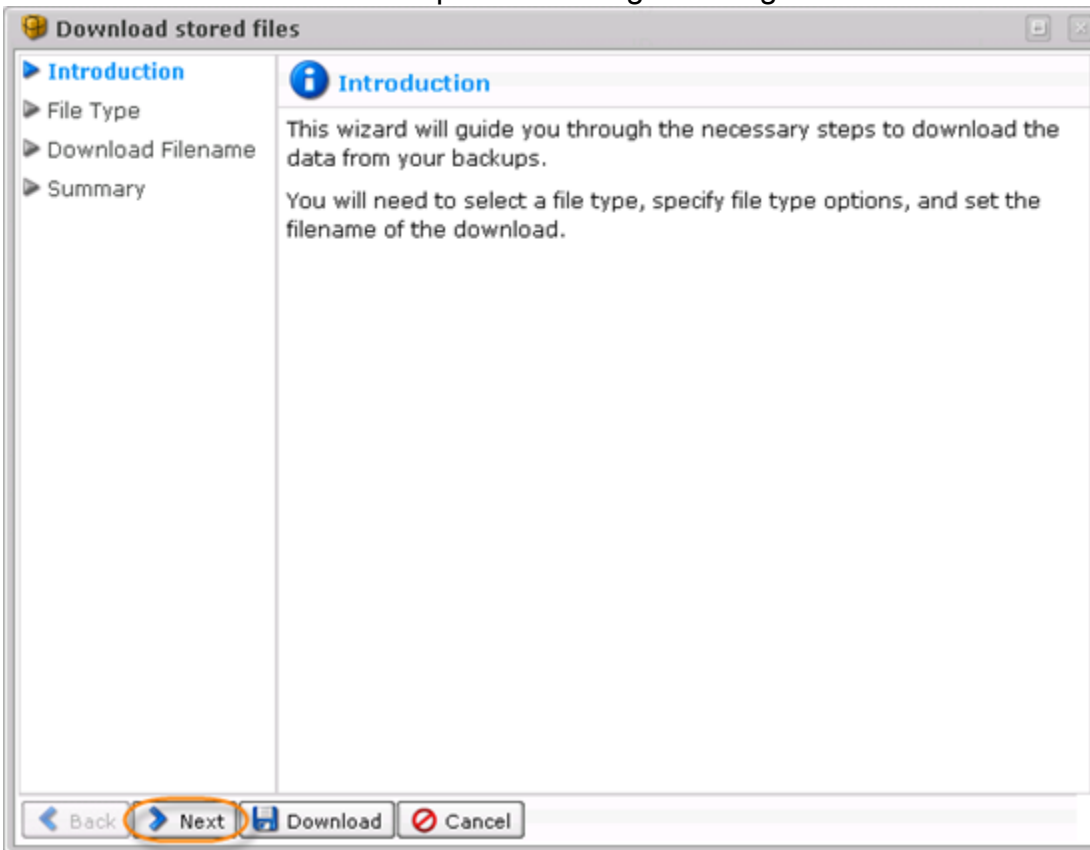 Download stored files
Introduction
File Type
Download Filename
Summary
Introduction
This wizard will guide you through the necessary steps to download the
data from your backups.
You will need to select a file type, specify file type options, and set the
filename of the download.
Back
Next
Download
Cancel